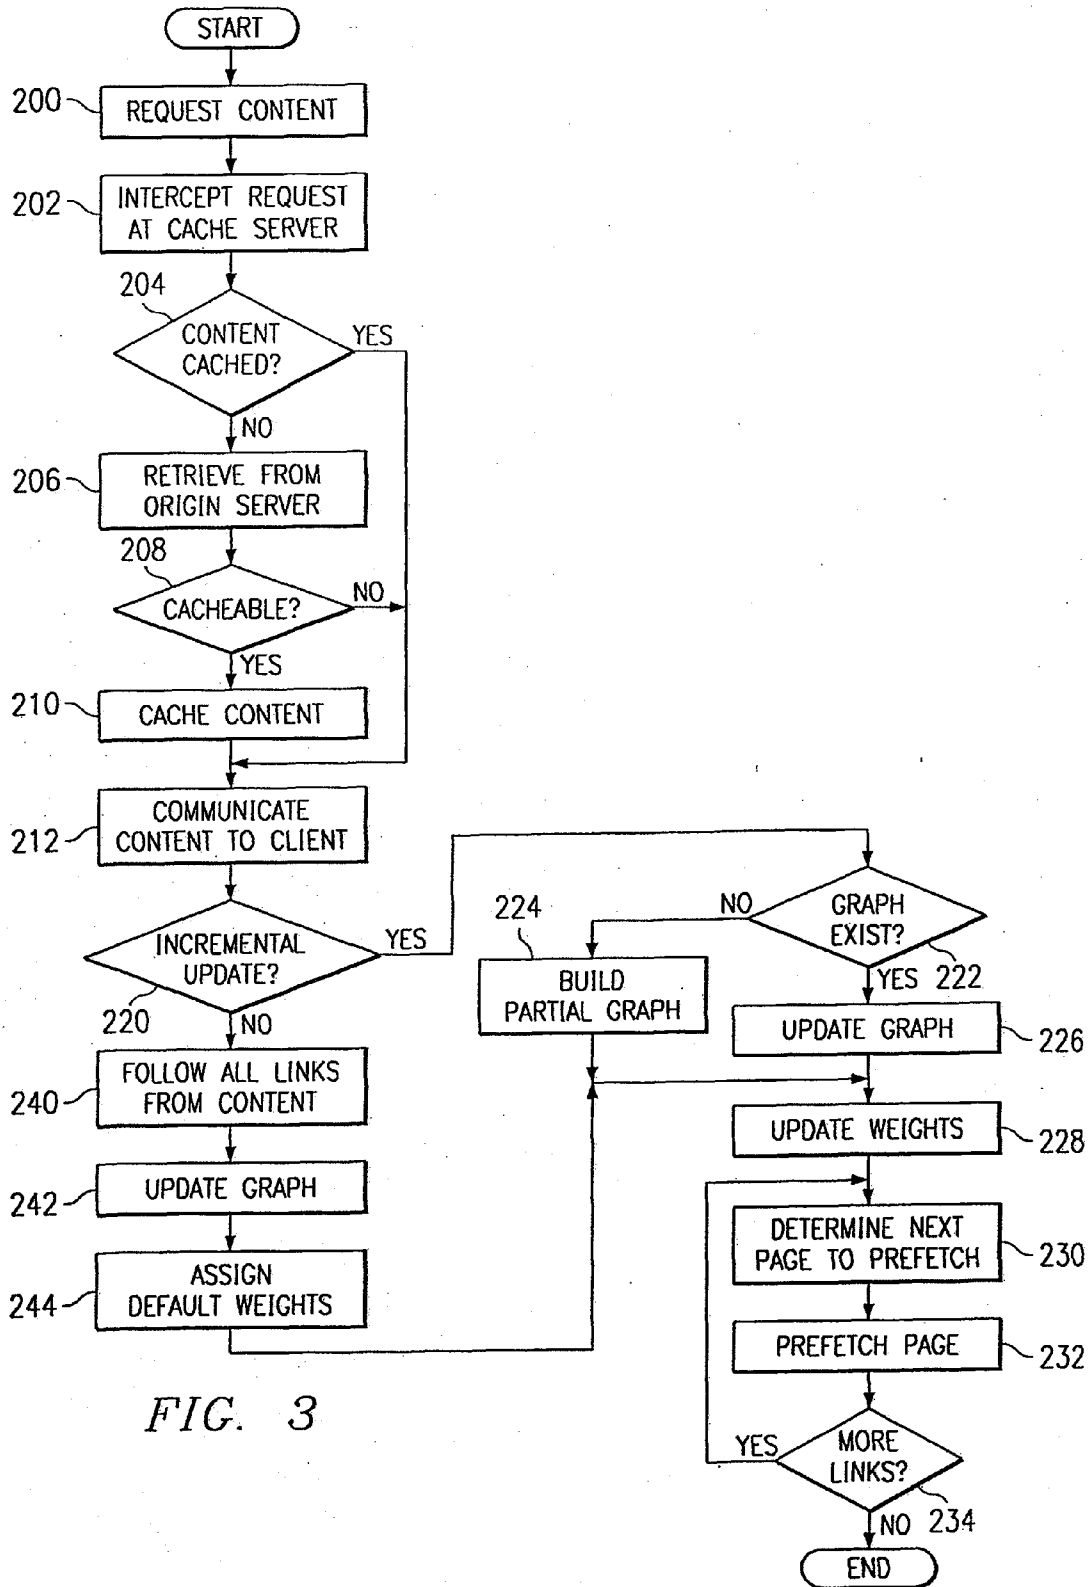 START
200
REQUEST CONTENT
202
INTERCEPT REQUEST
AT CACHE SERVER
204
CONTENT
CACHED?
YES
NO
206
RETRIEVE FROM
ORIGIN SERVER
208
CACHEABLE?
NO
YES
210
CACHE CONTENT
212
COMMUNICATE
CONTENT TO CLIENT
INCREMENTAL
UPDATE?
YES
220
NO
240
FOLLOW ALL LINKS
FROM CONTENT
242
UPDATE GRAPH
244
ASSIGN
DEFAULT WEIGHTS
GRAPH
EXIST?
NO
222
YES
224
BUILD
PARTIAL GRAPH
UPDATE GRAPH
226
UPDATE WEIGHTS
228
DETERMINE NEXT
PAGE TO PREFETCH
230
PREFETCH PAGE
232
MORE
LINKS?
YES
234
NO
END
FIG. 3